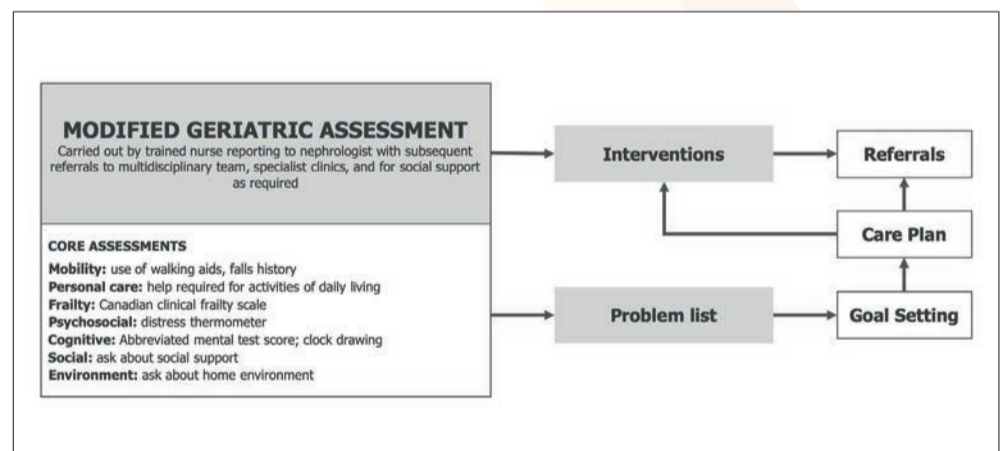 MODIFIED GERIATRIC ASSESSMENT
Carried out by trained nurse reporting to nephrologist with subsequent
referrals to multidisciplinary team, specialist clinics, and for social support
as required
CORE ASSESSMENTS
Mobility: use of walking aids, falls history
Personal care: help required for activities of daily living
Frailty: Canadian clinical frailty scale
Psychosocial: distress thermometer
Cognitive: Abbreviated mental test score; clock drawing
Social: ask about social support
Environment: ask about home environment
Interventions
Referrals
Care Plan
Problem list
Goal Setting